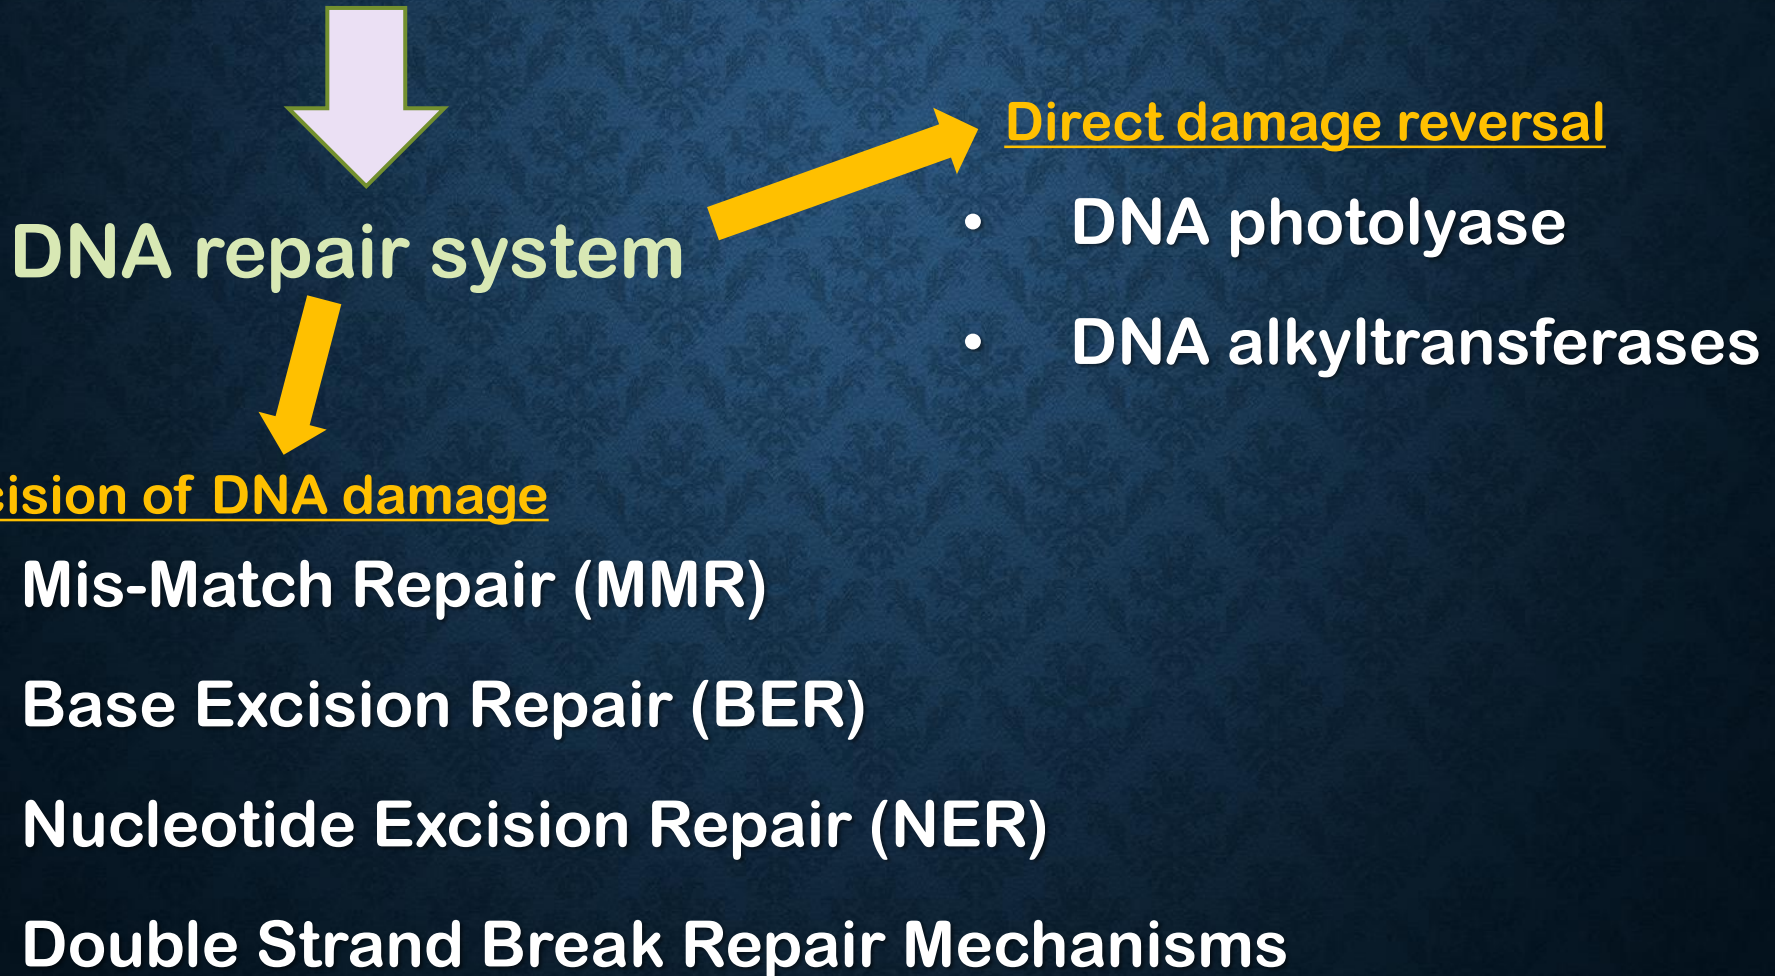 Direct damage reversal
• DNA photolyase
• DNA alkyltransferases
DNA repair system
cision of DNA damage
Mis-Match Repair (MMR)
Base Excision Repair (BER)
Nucleotide Excision Repair (NER)
Double Strand Break Repair Mechanisms